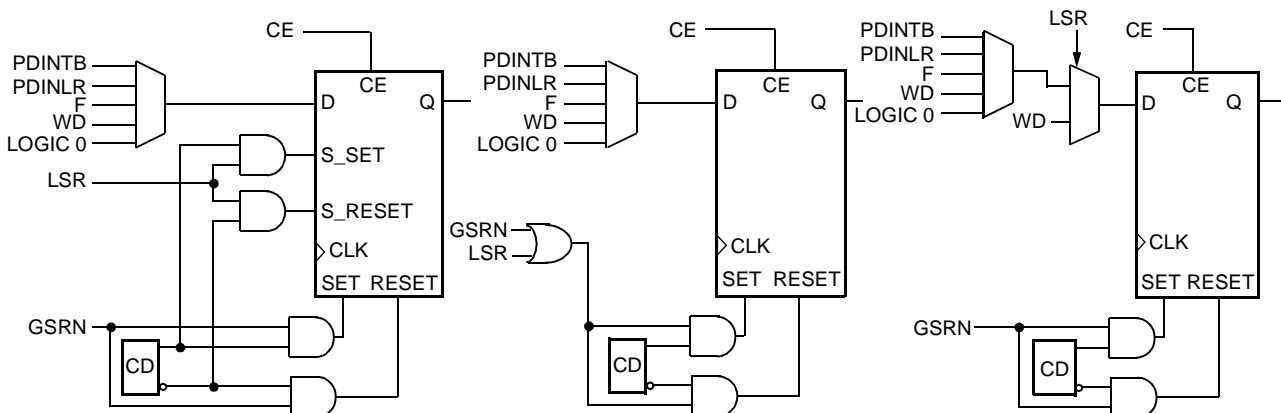 CE
PDINTB
PDINLR
F
WD
LOGIC 0
D
CE
Q
S_SET
LSR
S_RESET
CLK
SET RESET
GSRN
CD
CE
PDINTB
PDINLR
F
WD
LOGIC 0
D
CE
Q
GSRN
LSR
CLK
SET RESET
CD
LSR
CE
PDINTB
PDINLR
F
WD
LOGIC 0
WD
D
CE
Q
CLK
SET RESET
GSRN
CD